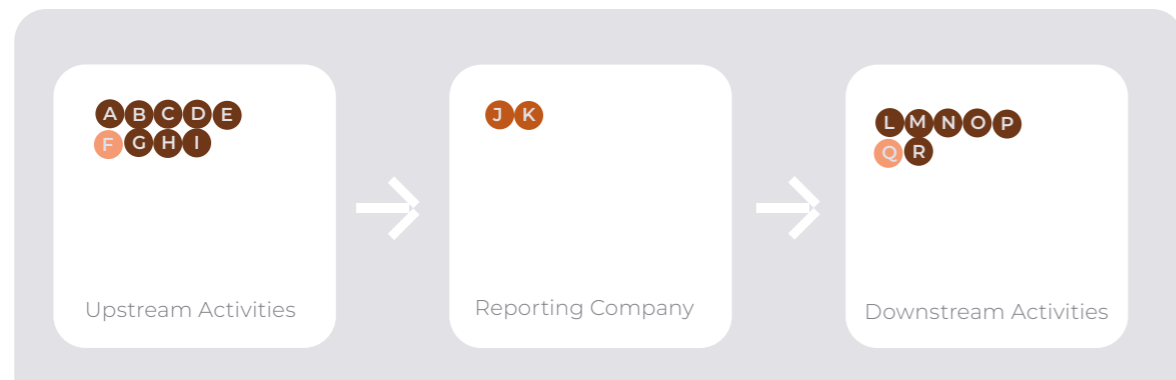 A B C D E
F G H I
J K
L M N O P
Q R
Upstream Activities
Reporting Company
Downstream Activities